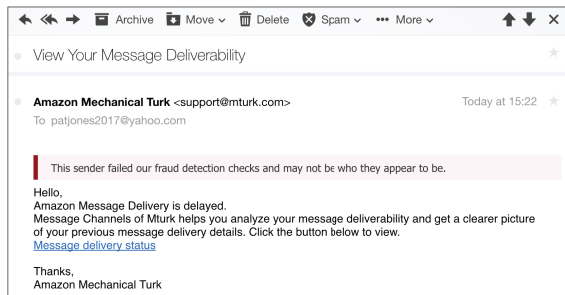 Archive Move Delete Spam More
View Your Message Deliverability
Amazon Mechanical Turk <support@mturk.com> Today at 15:22
To patjones2017@yahoo.com
This sender failed our fraud detection checks and may not be who they appear to be.
Hello,
Amazon Message Delivery is delayed.
Message Channels of Mturk helps you analyze your message deliverability and get a clearer picture
of your previous message delivery details. Click the button below to view.
Message delivery status
Thanks,
Amazon Mechanical Turk